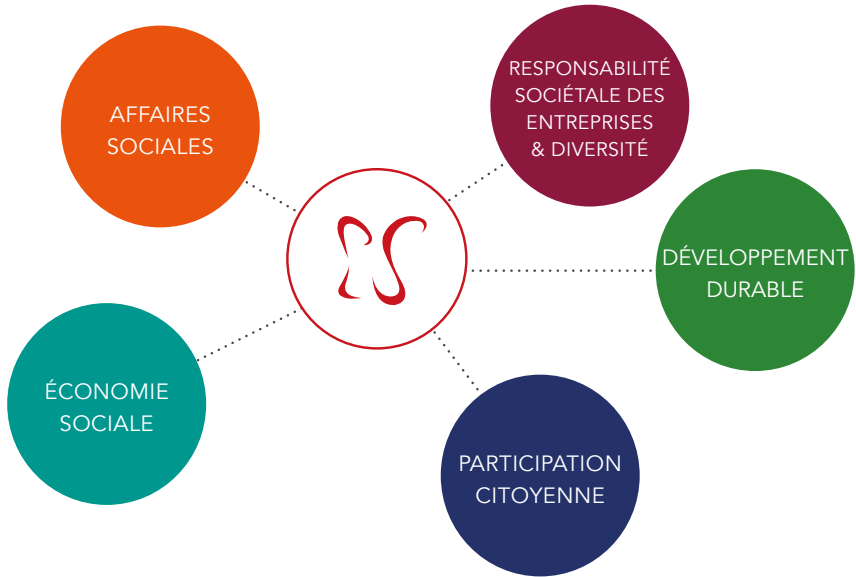 AFFAIRES
SOCIALES
RESPONSABILITÉ
SOCIÉTALE DES
ENTREPRISES
& DIVERSITÉ
DÉVELOPPEMENT
DURABLE
ÉCONOMIE
SOCIALE
PARTICIPATION
CITOYENNE